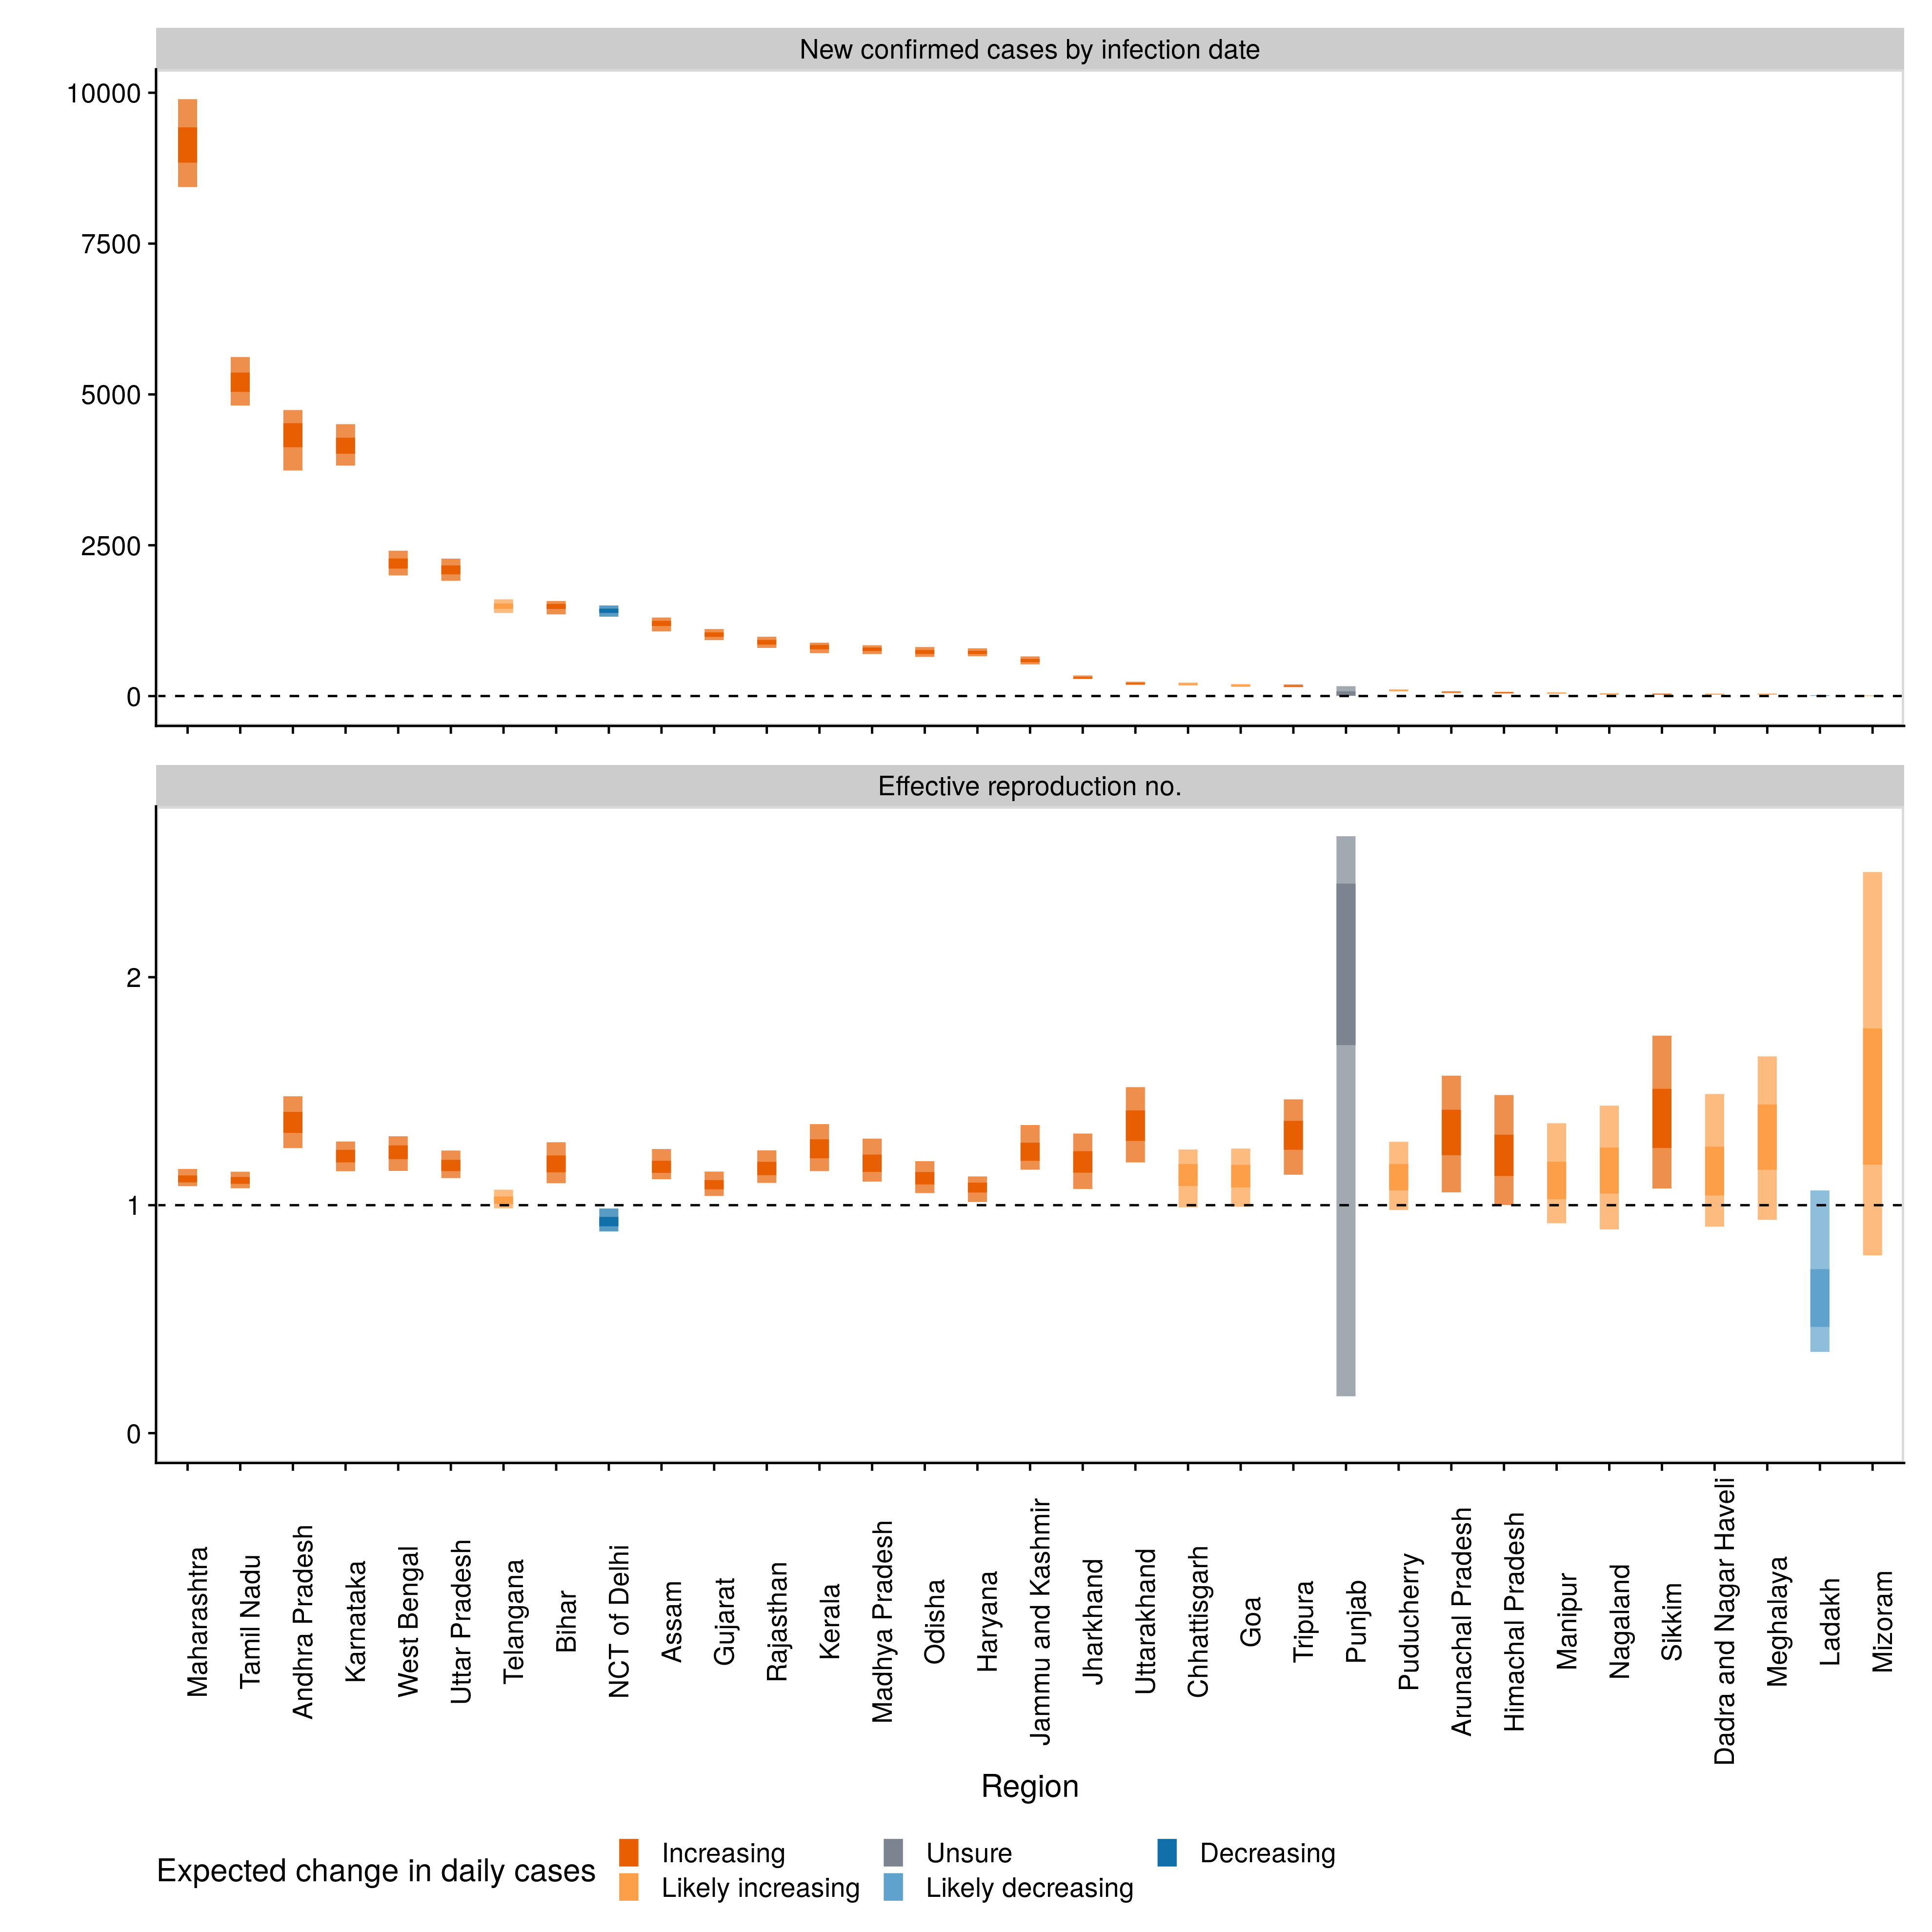 New confirmed cases by infection date
10000
7500
5000
2500
0
Effective reproduction no.
2
1
0
Maharashtra
Tamil Nadu
Andhra Pradesh
Karnataka
West Bengal
Uttar Pradesh
Telangana
Bihar
NCT of Delhi
Assam
Gujarat
Rajasthan
Kerala
Madhya Pradesh
Odisha
Haryana
Jammu and Kashmir
Jharkhand
Uttarakhand
Chhattisgarh
Goa
Tripura
Punjab
Puducherry
Arunachal Pradesh
Himachal Pradesh
Manipur
Nagaland
Sikkim
Dadra and Nagar Haveli
Meghalaya
Ladakh
Mizoram
Region
Expected change in daily cases
Increasing
Unsure
Decreasing
Likely increasing
Likely decreasing